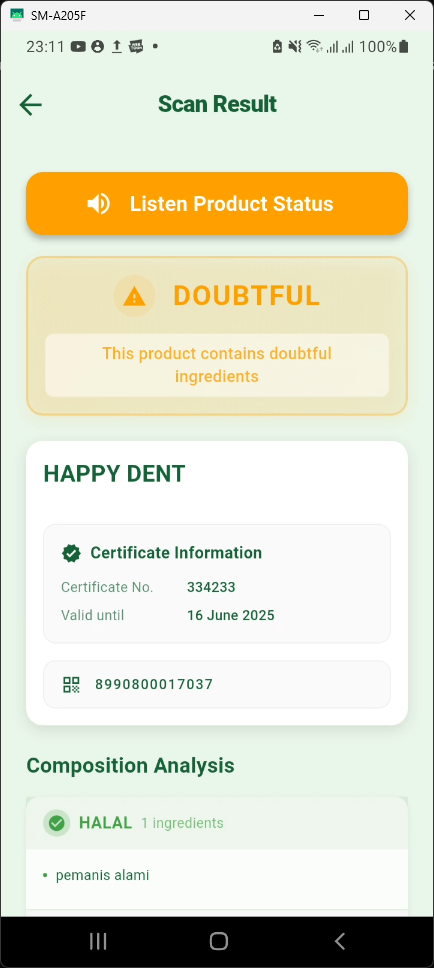 SM-A205F
23:11
100%
Scan Result
Listen Product Status
DOUBTFUL
This product contains doubtful
ingredients
HAPPY DENT
Certificate Information
Certificate No. 334233
Valid until 16 June 2025
8990800017037
Composition Analysis
HALAL 1 ingredients
• pemanis alami